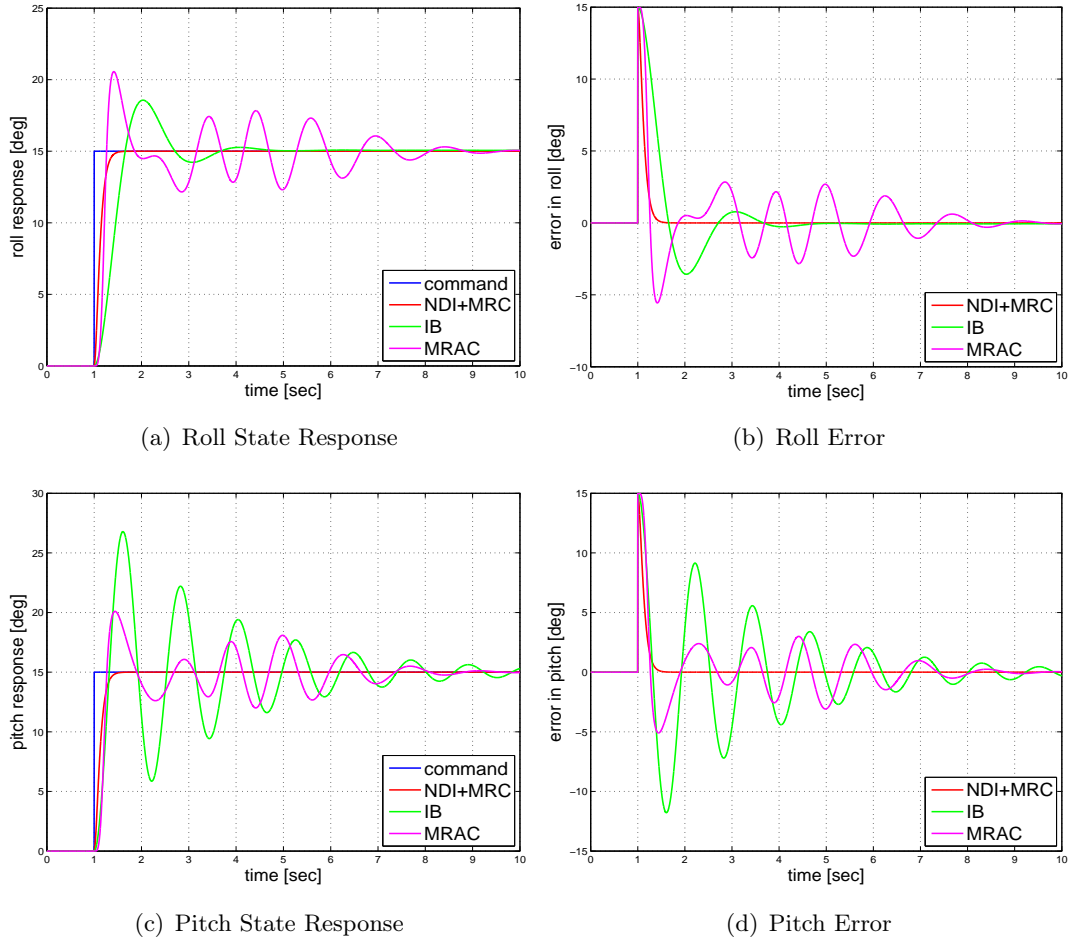 25
20
15
10
5
0
roll response [deg]
0 1 2 3 4 5 6 7 8 9 10
time [sec]
command
NDI+MRC
IB
MRAC
(a) Roll State Response
15
10
5
0
−5
−10
error in roll [deg]
0 1 2 3 4 5 6 7 8 9 10
time [sec]
NDI+MRC
IB
MRAC
(b) Roll Error
30
25
20
15
10
5
0
pitch response [deg]
0 1 2 3 4 5 6 7 8 9 10
time [sec]
command
NDI+MRC
IB
MRAC
(c) Pitch State Response
15
10
5
0
−5
−10
−15
error in pitch [deg]
0 1 2 3 4 5 6 7 8 9 10
time [sec]
NDI+MRC
IB
MRAC
(d) Pitch Error